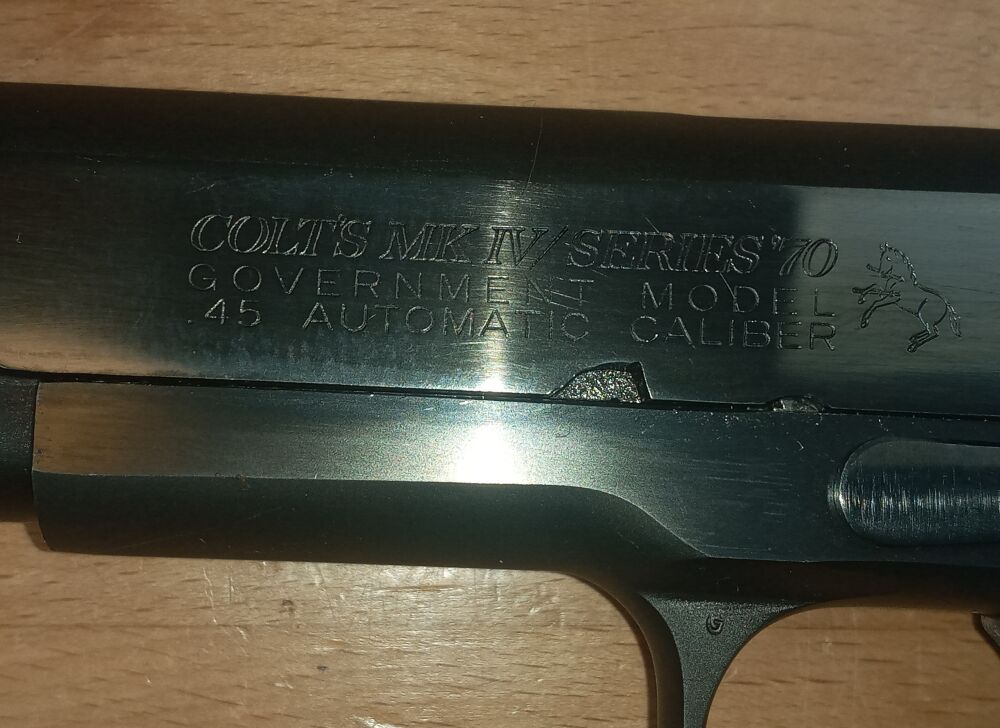 COLT'S MK IV/ SERIES '70
GOVERNMENT MODEL
.45 AUTOMATIC CALIBER
G